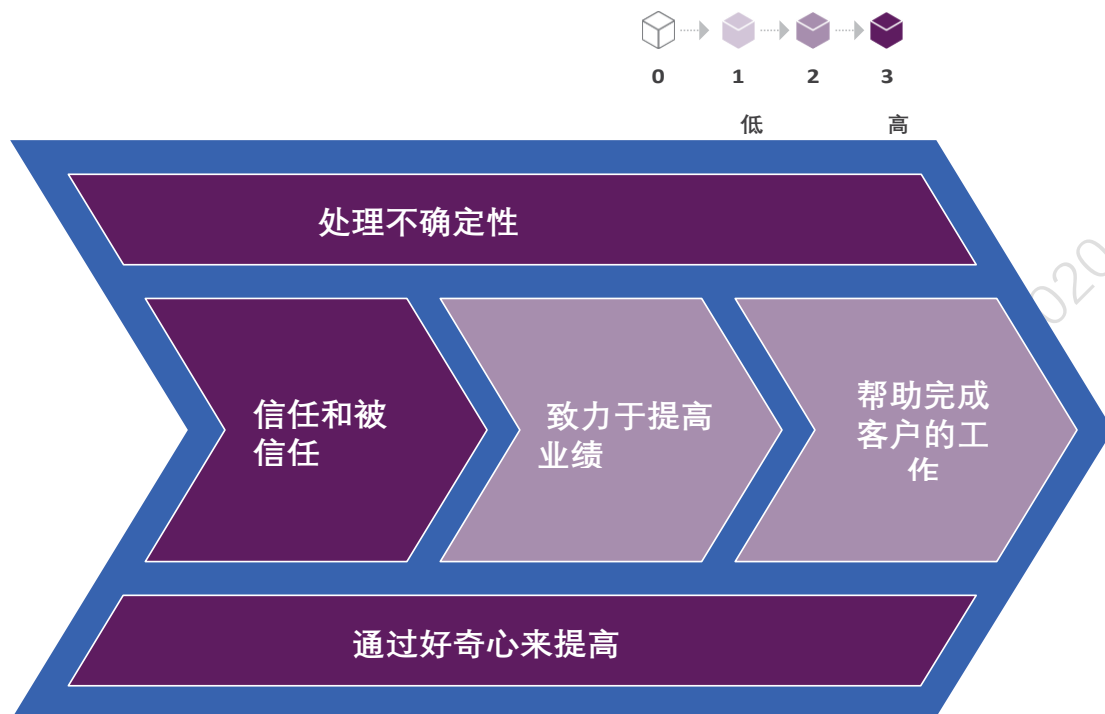 0 1 2 3
低 高
处理不确定性
信任和被
信任
致力于提高
业绩
帮助完成
客户的工
作
通过好奇心来提高